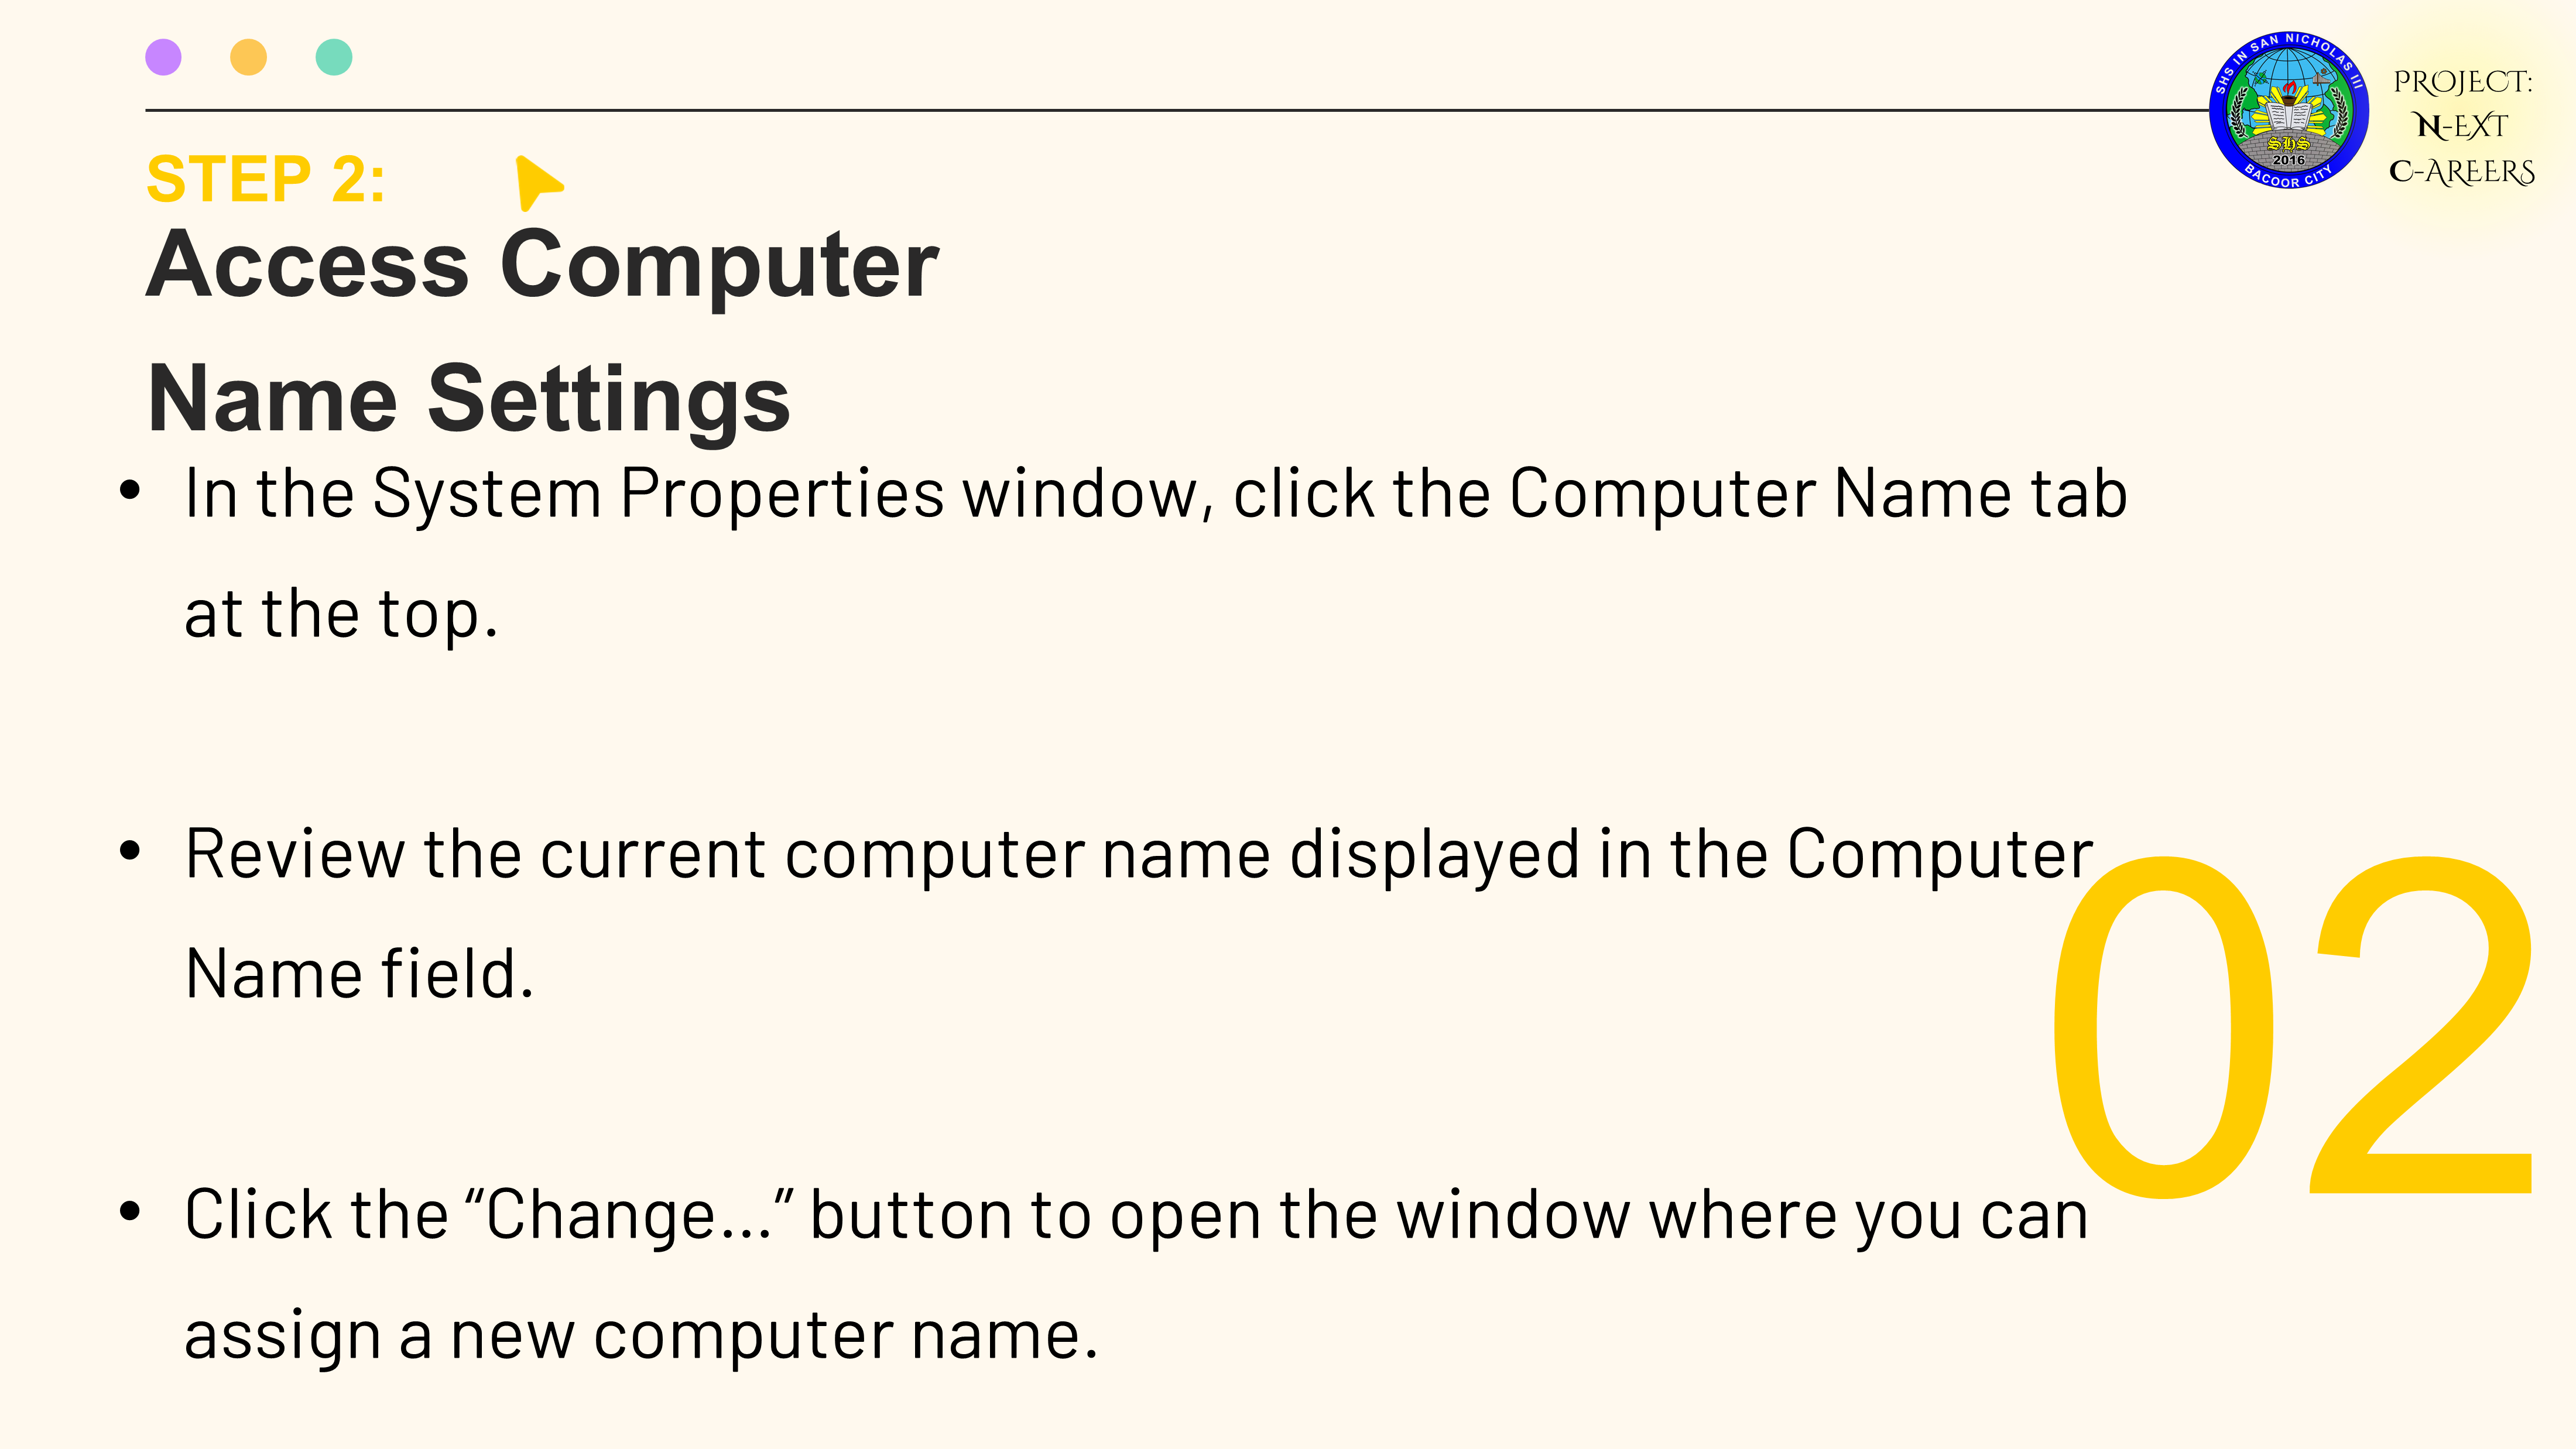 SHS IN SAN NICHOLAS III
SHS
2016
BACOOR CITY
PROJECT:
N-EXT
C-AREERS
STEP 2:
Access Computer
Name Settings
• In the System Properties window, click the Computer Name tab
at the top.
• Review the current computer name displayed in the Computer
Name field.
• Click the “Change…” button to open the window where you can
assign a new computer name.
02